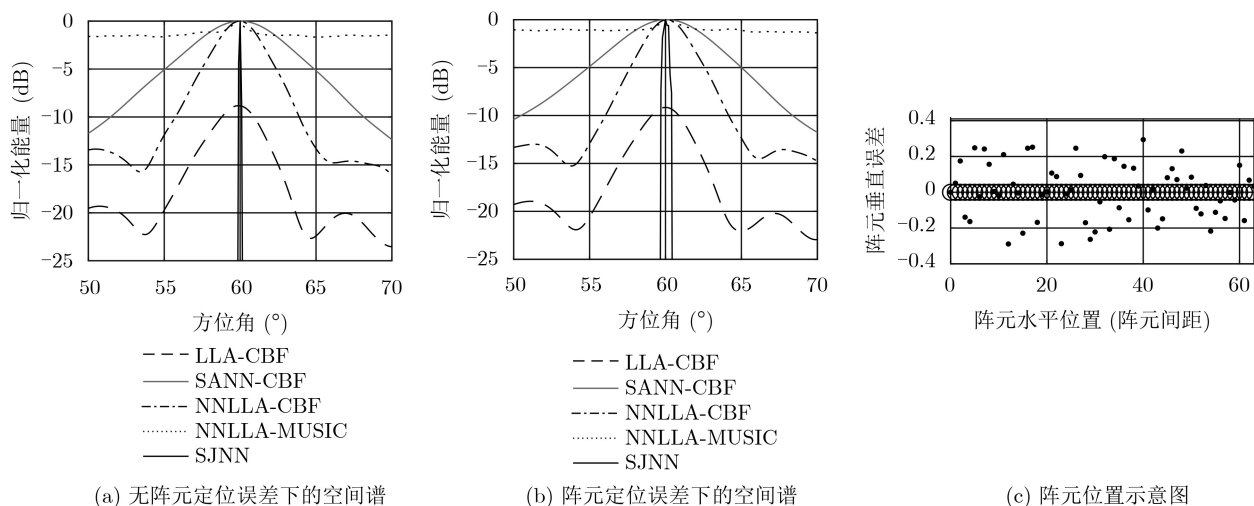 0
−5
−10
−15
−20
−25
归一化能量 (dB)
50 55 60 65 70
方位角 (°)
LLA-CBF
SANN-CBF
NNLLA-CBF
NNLLA-MUSIC
SJNN
(a) 无阵元定位误差下的空间谱
0
−5
−10
−15
−20
−25
归一化能量 (dB)
50 55 60 65 70
方位角 (°)
LLA-CBF
SANN-CBF
NNLLA-CBF
NNLLA-MUSIC
SJNN
(b) 阵元定位误差下的空间谱
0.4
0.2
0
−0.2
−0.4
阵元垂直误差
0 20 40 60
阵元水平位置 (阵元间距)
(c) 阵元位置示意图